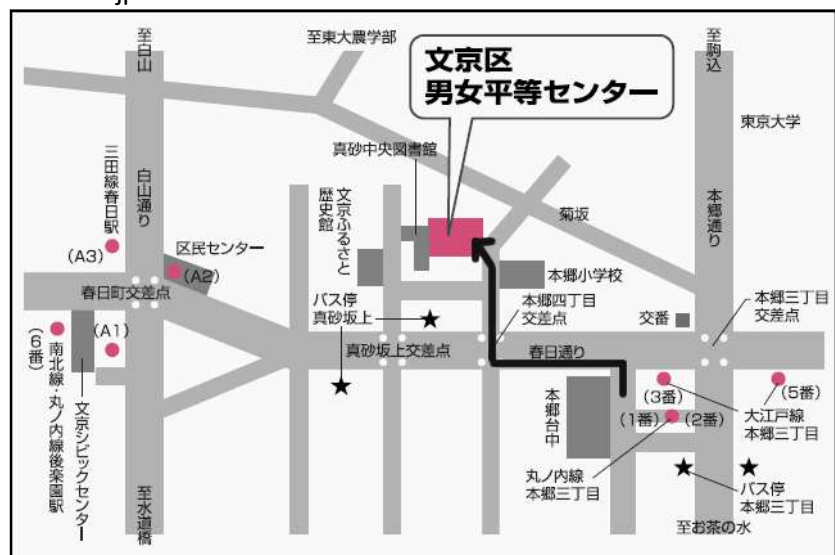 jp
至白山
至東大農学部
文京区
男女平等センター
至駒込
東京大学
真砂中央図書館
三田線春日駅
白山通り
文京ふるさと
歴史館
菊坂
本郷通り
(A3)
区民センター
(A2)
本郷小学校
春日町交差点
バス停
真砂坂上
本郷四丁目
交差点
交番
本郷三丁目
交差点
(6番)
(A1)
真砂坂上交差点
春日通り
南北線・丸ノ内線後楽園駅
文京シビックセンター
本郷台中
(3番)
(5番)
(1番)
(2番)
大江戸線
本郷三丁目
丸ノ内線
本郷三丁目
バス停
本郷三丁目
至水道橋
至お茶の水